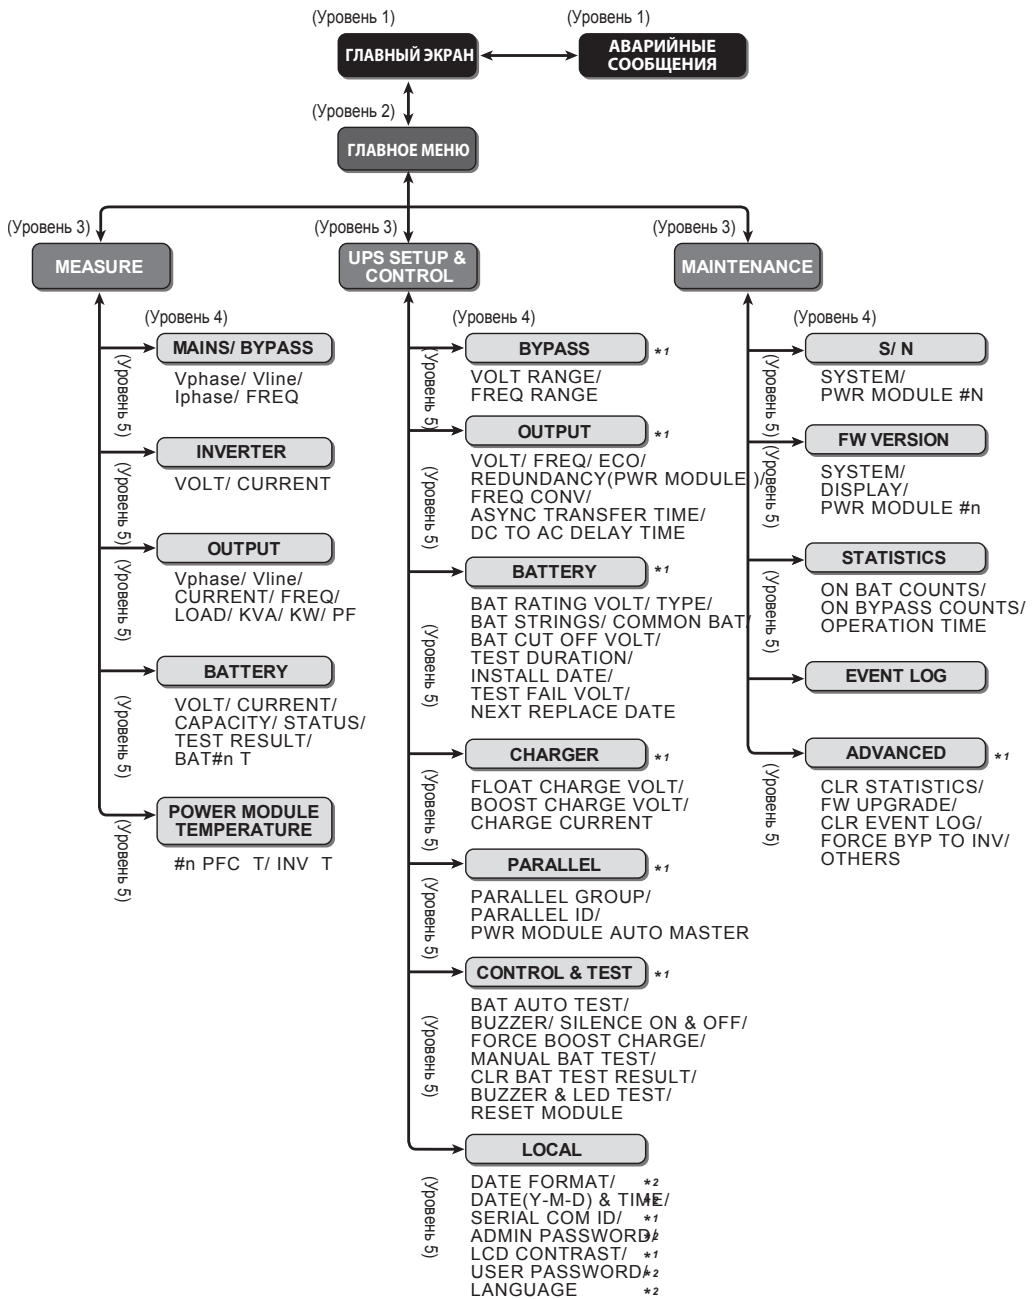 (Уровень 1)
(Уровень 1)
ГЛАВНЫЙ ЭКРАН
АВАРИЙНЫЕ
СООБЩЕНИЯ
(Уровень 2)
ГЛАВНОЕ МЕНЮ
(Уровень 3)
MEASURE
(Уровень 4)
MAINS/ BYPASS
(Уровень 5)
Vphase/ Vline/
Iphase/ FREQ
INVERTER
(Уровень 5)
VOLT/ CURRENT
OUTPUT
(Уровень 5)
Vphase/ Vline/
CURRENT/ FREQ/
LOAD/ KVA/ KW/ PF
BATTERY
(Уровень 5)
VOLT/ CURRENT/
CAPACITY/ STATUS/
TEST RESULT/
BAT#n T
POWER MODULE
TEMPERATURE
(Уровень 5)
#n PFC T/ INV T
(Уровень 3)
UPS SETUP &
CONTROL
(Уровень 4)
BYPASS *1
(Уровень 5)
VOLT RANGE/
FREQ RANGE
OUTPUT *1
(Уровень 5)
VOLT/ FREQ/ ECO/
REDUNDANCY(PWR MODULE )/
FREQ CONV/
ASYNC TRANSFER TIME/
DC TO AC DELAY TIME
BATTERY *1
(Уровень 5)
BAT RATING VOLT/ TYPE/
BAT STRINGS/ COMMON BAT/
BAT CUT OFF VOLT/
TEST DURATION/
INSTALL DATE/
TEST FAIL VOLT/
NEXT REPLACE DATE
CHARGER *1
(Уровень 5)
FLOAT CHARGE VOLT/
BOOST CHARGE VOLT/
CHARGE CURRENT
PARALLEL *1
(Уровень 5)
PARALLEL GROUP/
PARALLEL ID/
PWR MODULE AUTO MASTER
CONTROL & TEST *1
(Уровень 5)
BAT AUTO TEST/
BUZZER/ SILENCE ON & OFF/
FORCE BOOST CHARGE/
MANUAL BAT TEST/
CLR BAT TEST RESULT/
BUZZER & LED TEST/
RESET MODULE
LOCAL
(Уровень 5)
DATE FORMAT/ *2
DATE(Y-M-D) & TIME/ *2
SERIAL COM ID/ *1
ADMIN PASSWORD/ *2
LCD CONTRAST/ *1
USER PASSWORD/ *2
LANGUAGE *2
(Уровень 3)
MAINTENANCE
(Уровень 4)
S/ N
(Уровень 5)
SYSTEM/
PWR MODULE #N
FW VERSION
(Уровень 5)
SYSTEM/
DISPLAY/
PWR MODULE #n
STATISTICS
(Уровень 5)
ON BAT COUNTS/
ON BYPASS COUNTS/
OPERATION TIME
EVENT LOG
ADVANCED *1
(Уровень 5)
CLR STATISTICS/
FW UPGRADE/
CLR EVENT LOG/
FORCE BYP TO INV/
OTHERS